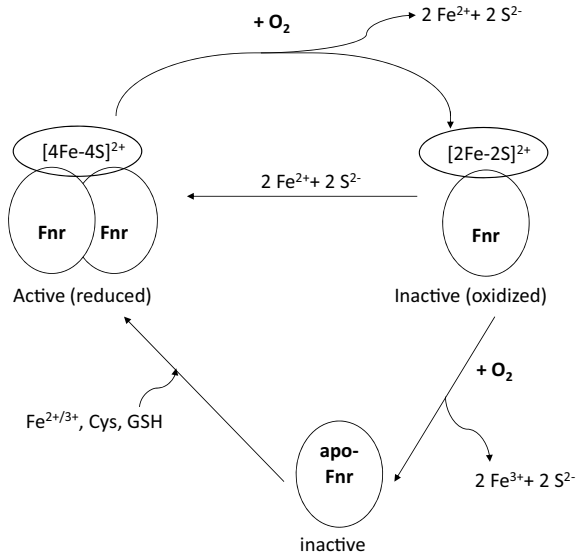 + O₂
2 Fe²⁺+ 2 S²⁻
[4Fe-4S]²⁺
[2Fe-2S]²⁺
2 Fe²⁺+ 2 S²⁻
Fnr Fnr
Fnr
Active (reduced)
Inactive (oxidized)
+ O₂
Fe²⁺/³⁺, Cys, GSH
apo-
Fnr
2 Fe³⁺+ 2 S²⁻
inactive